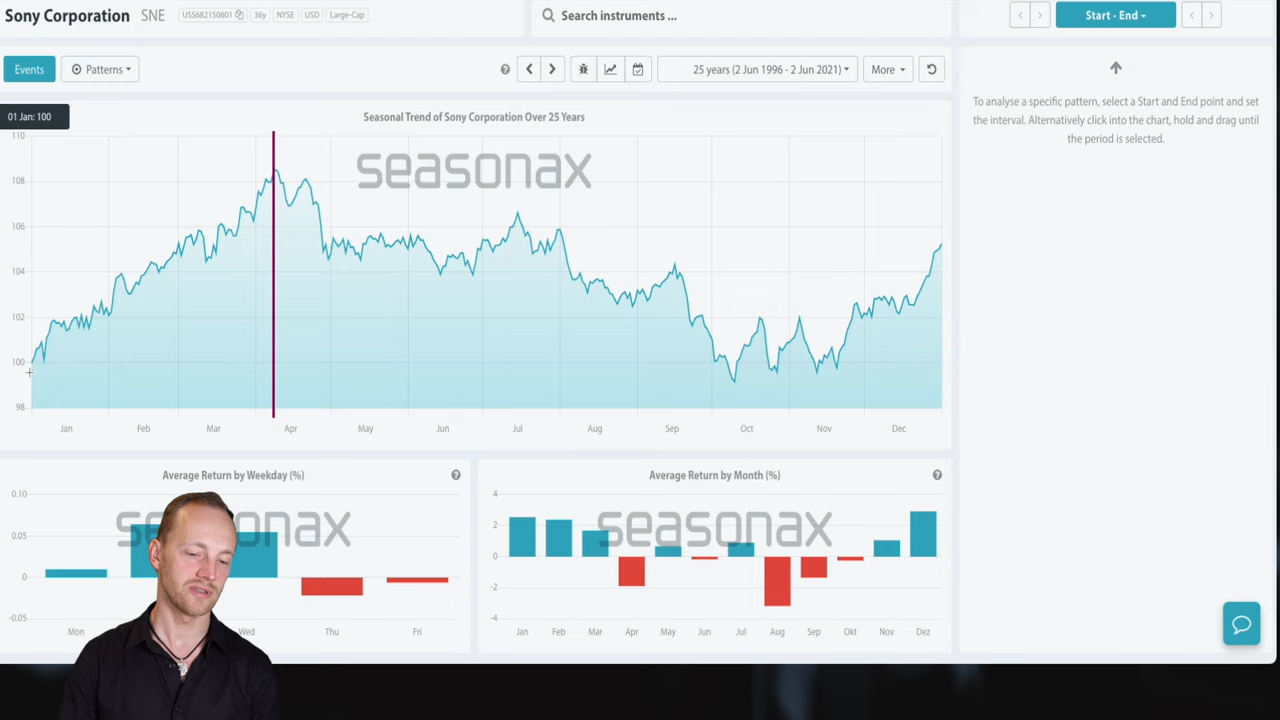 Sony Corporation SNE US682150601 36y NYSE USD Large-Cap
Search instruments ...
Start - End
Events Patterns
25 years (2 Jun 1996 - 2 Jun 2021) More
To analyse a specific pattern, select a Start and End point and set
the interval. Alternatively click into the chart, hold and drag until
the period is selected.
01 Jan: 100
Seasonal Trend of Sony Corporation Over 25 Years
seasonax
110
108
106
104
102
100
98
Jan Feb Mar Apr May Jun Jul Aug Sep Oct Nov Dec
Average Return by Weekday (%)
seasonax
0.10
0.05
0
-0.05
Mon Wed Thu Fri
Average Return by Month (%)
seasonax
4
2
0
-2
-4
Jan Feb Mar Apr May Jun Jul Aug Sep Okt Nov Dez